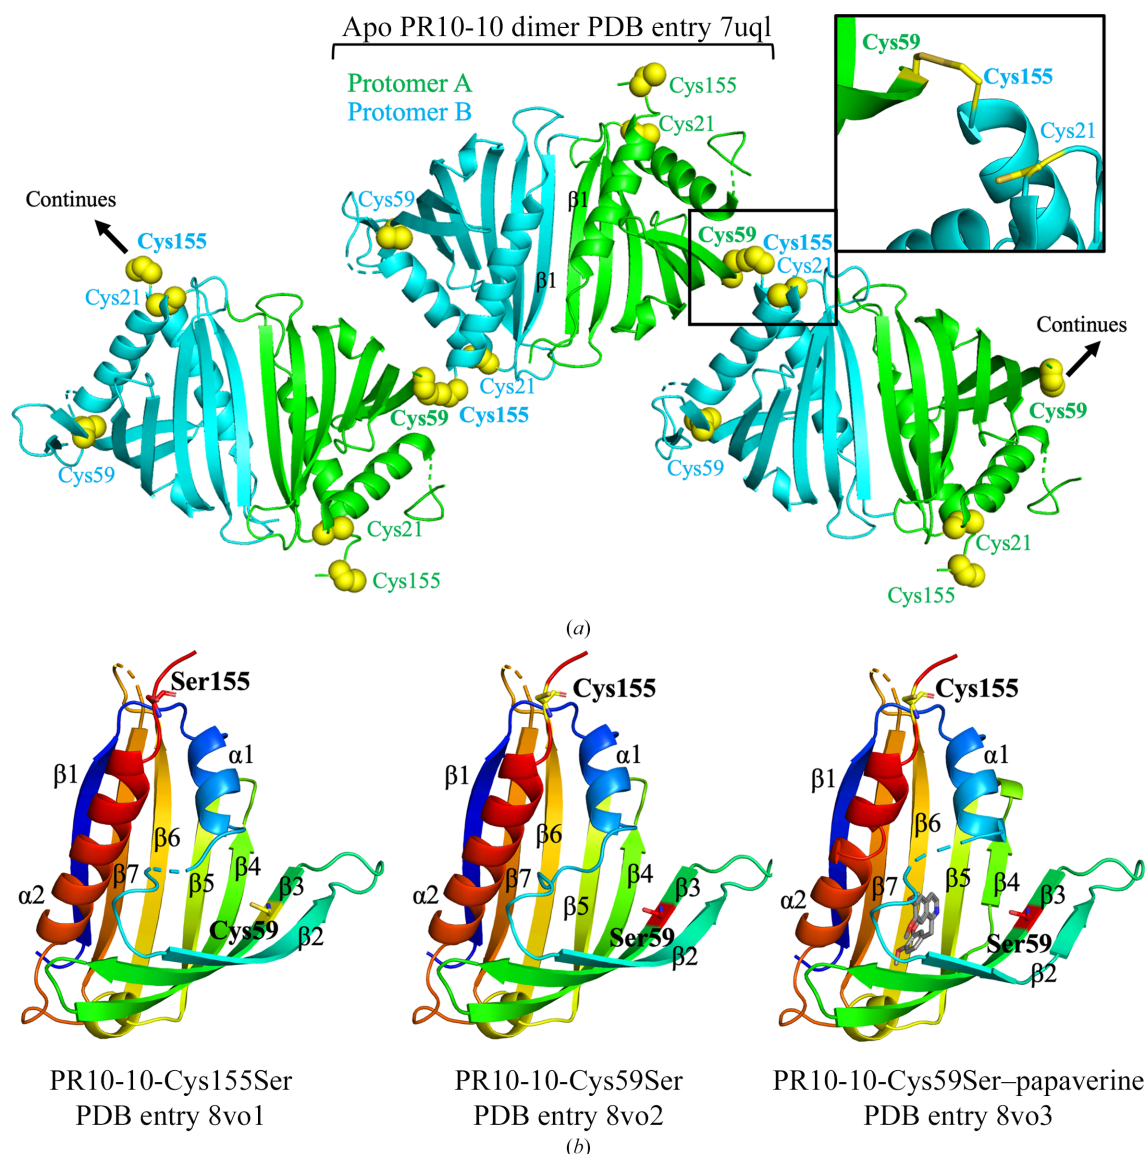 Apo PR10-10 dimer PDB entry 7uql
Protomer A
Protomer B
Cys155
Cys21
Cys59
Cys155
Cys21
Continues
Cys155
Cys21
Cys59
β1
β1
Cys59
Cys155
Cys21
Continues
Cys59
Cys155
Cys21
Cys59
Cys59
Cys59
Cys21
Cys155
Cys21
Cys155
(a)
Ser155
α1
β1
β6
β7
β5
β4
β3
α2
Cys59
β2
PR10-10-Cys155Ser
PDB entry 8vo1
Cys155
α1
β1
β6
β7
β5
β4
β3
α2
Ser59
β2
PR10-10-Cys59Ser
PDB entry 8vo2
Cys155
α1
β1
β6
β7
β5
β4
β3
α2
Ser59
β2
PR10-10-Cys59Ser–papaverine
PDB entry 8vo3
(b)